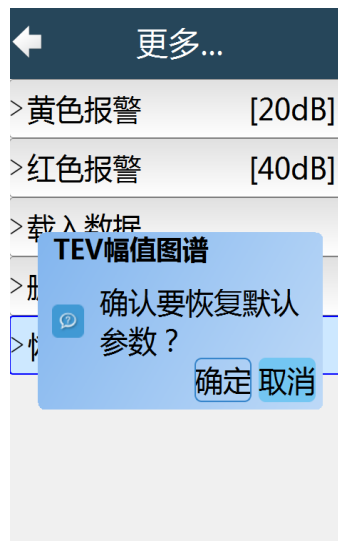 更多...
>黄色报警 [20dB]
>红色报警 [40dB]
>载入数据
TEV幅值图谱
确认要恢复默认
参数？
确定 取消